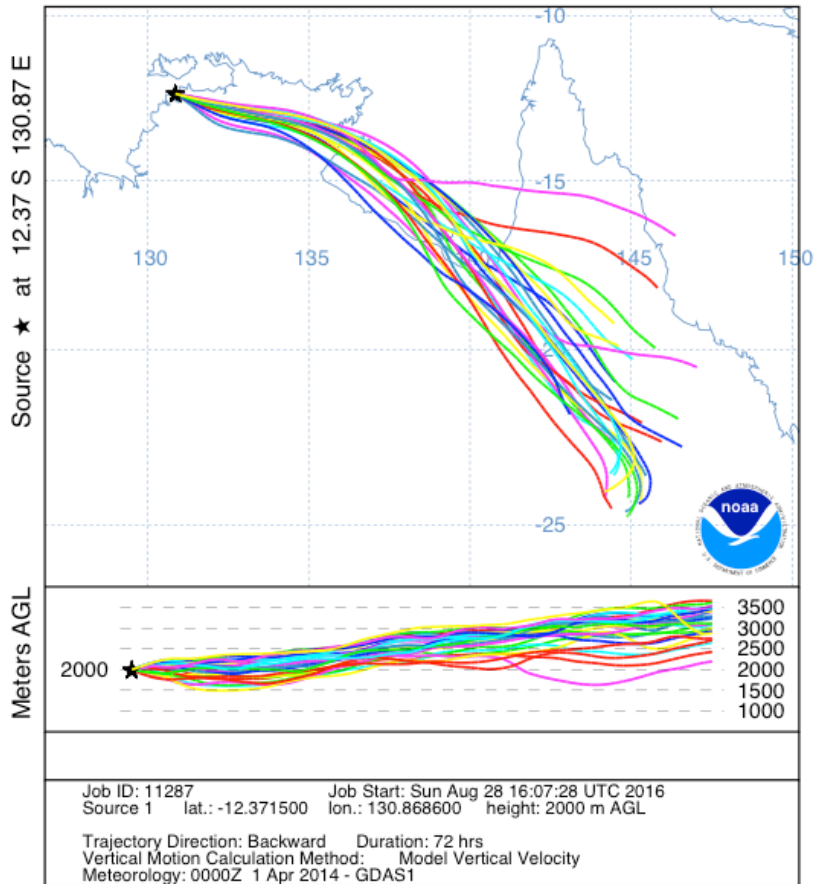 Source ★ at 12.37 S 130.87 E
-10
-15
130
135
145
150
-25
noaa
Meters AGL
2000
3500
3000
2500
2000
1500
1000
Job ID: 11287 Job Start: Sun Aug 28 16:07:28 UTC 2016
Source 1 lat.: -12.371500 lon.: 130.868600 height: 2000 m AGL
Trajectory Direction: Backward Duration: 72 hrs
Vertical Motion Calculation Method: Model Vertical Velocity
Meteorology: 0000Z 1 Apr 2014 - GDAS1